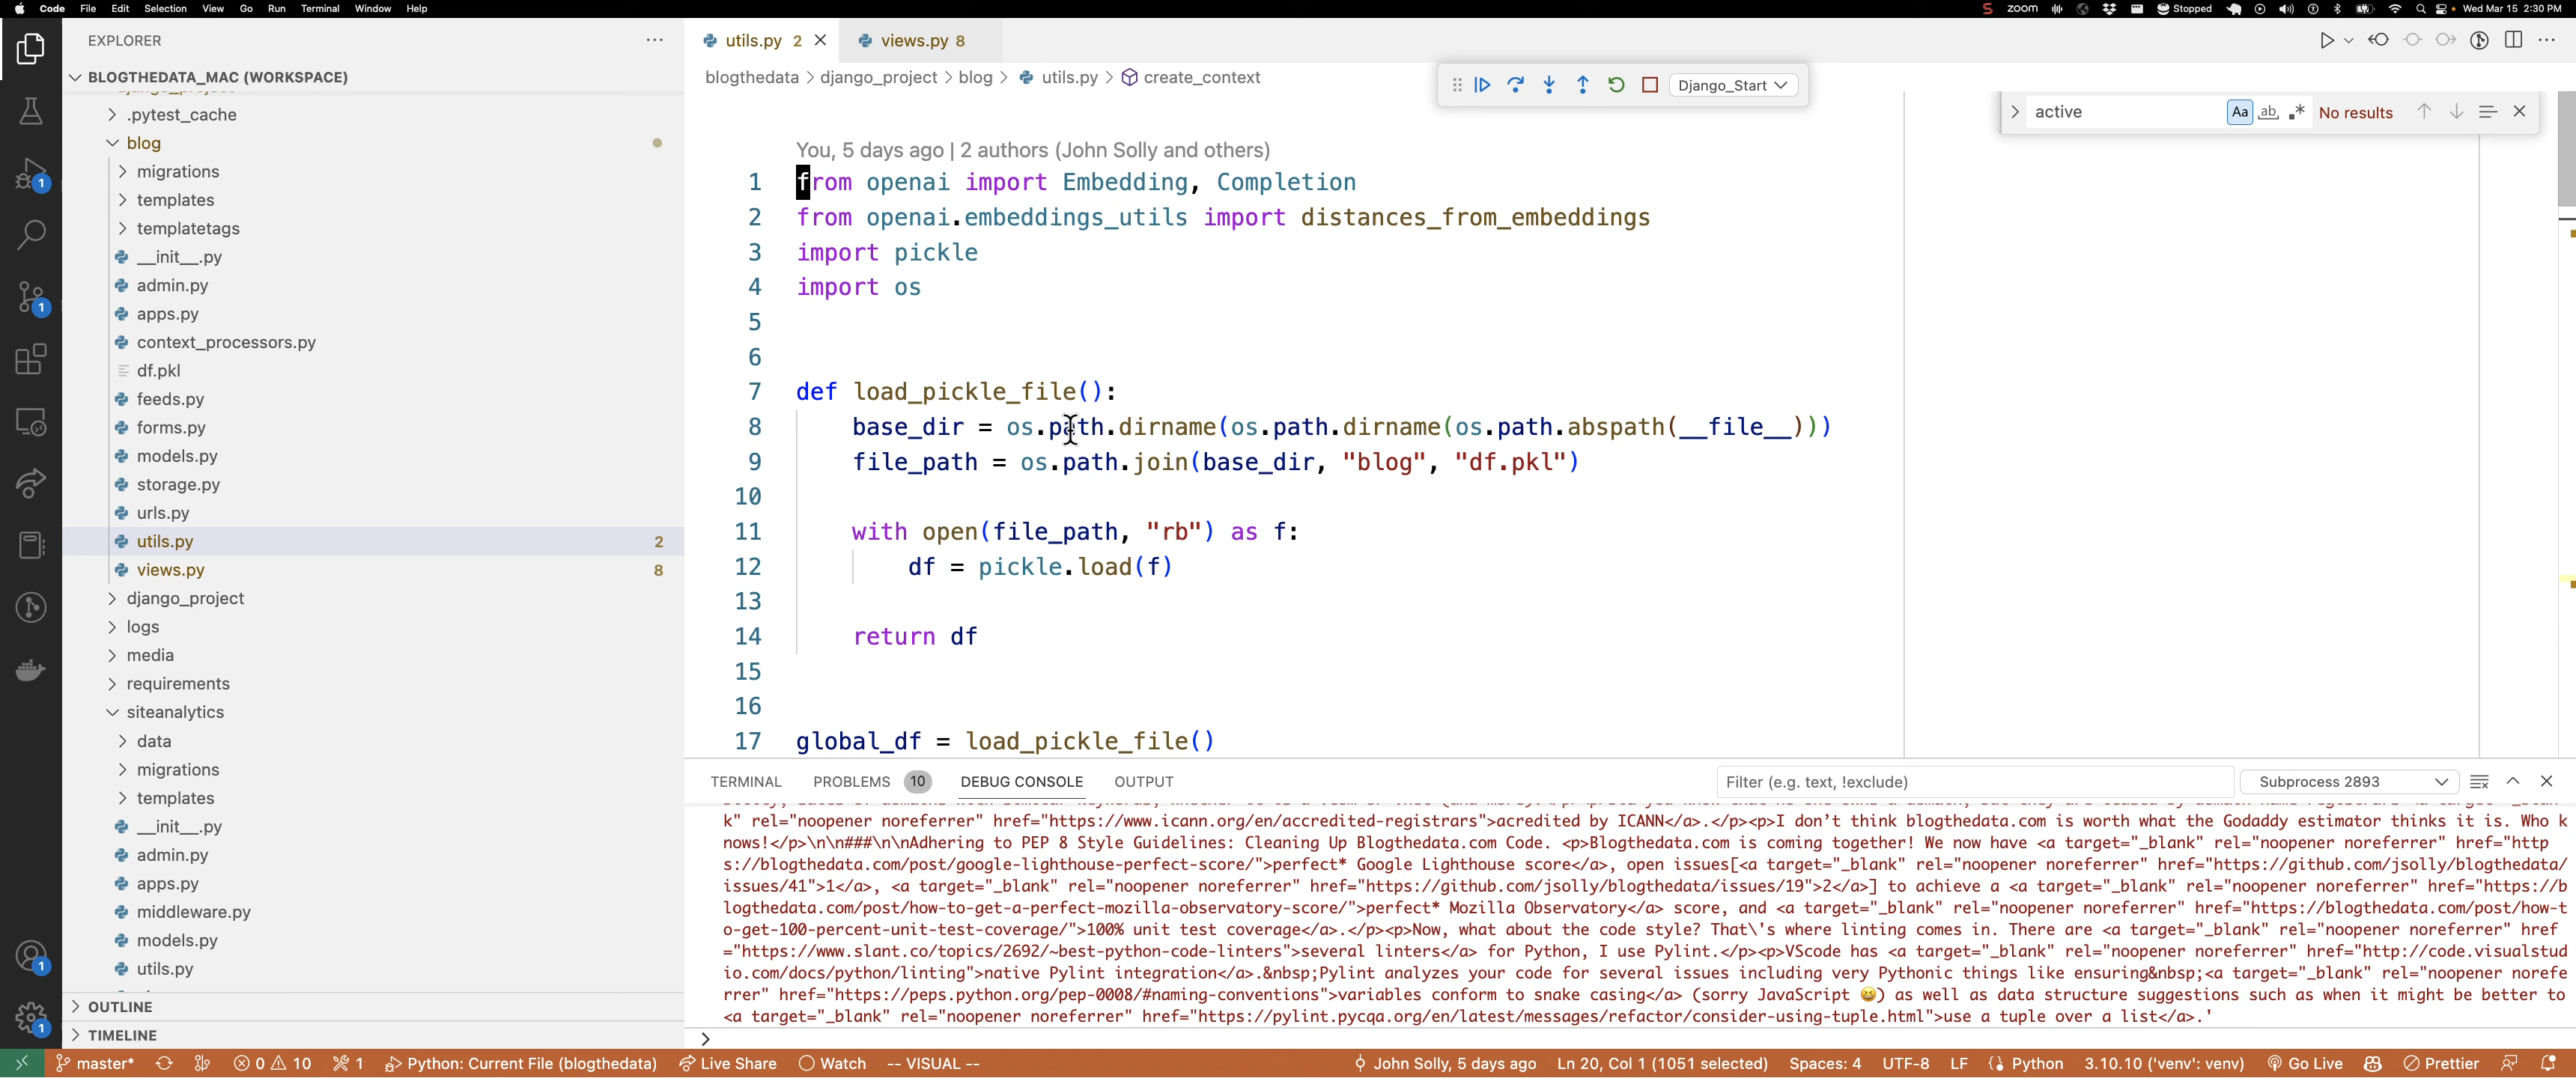 Code File Edit Selection View Go Run Terminal Window Help
zoom Stopped Wed Mar 15 2:30 PM
EXPLORER
utils.py 2
views.py 8
BLOGTHEDATA_MAC (WORKSPACE)
blogthedata > django_project > blog > utils.py > create_context
Django_Start
active
Aa
ab
No results
.pytest_cache
blog
migrations
templates
templatetags
__init__.py
admin.py
apps.py
context_processors.py
df.pkl
feeds.py
forms.py
models.py
storage.py
urls.py
utils.py 2
views.py 8
django_project
logs
media
requirements
siteanalytics
data
migrations
templates
__init__.py
admin.py
apps.py
middleware.py
models.py
utils.py
OUTLINE
TIMELINE
You, 5 days ago | 2 authors (John Solly and others)
1 from openai import Embedding, Completion
2 from openai.embeddings_utils import distances_from_embeddings
3 import pickle
4 import os
5
6
7 def load_pickle_file():
8 base_dir = os.path.dirname(os.path.dirname(os.path.abspath(__file__)))
9 file_path = os.path.join(base_dir, "blog", "df.pkl")
10
11 with open(file_path, "rb") as f:
12 df = pickle.load(f)
13
14 return df
15
16
17 global_df = load_pickle_file()
TERMINAL PROBLEMS 10 DEBUG CONSOLE OUTPUT
Filter (e.g. text, !exclude)
Subprocess 2893
k" rel="noopener noreferrer" href="https://www.icann.org/en/accredited-registrars">acredited by ICANN</a>.</p><p>I don’t think blogthedata.com is worth what the Godaddy estimator thinks it is. Who k
nows!</p>\n\n###\n\nAdhering to PEP 8 Style Guidelines: Cleaning Up Blogthedata.com Code. <p>Blogthedata.com is coming together! We now have <a target="_blank" rel="noopener noreferrer" href="http
s://blogthedata.com/post/google-lighthouse-perfect-score/">perfect* Google Lighthouse score</a>, open issues[<a target="_blank" rel="noopener noreferrer" href="https://github.com/jsolly/blogthedata/
issues/41">1</a>, <a target="_blank" rel="noopener noreferrer" href="https://github.com/jsolly/blogthedata/issues/19">2</a>] to achieve a <a target="_blank" rel="noopener noreferrer" href="https://b
logthedata.com/post/how-to-get-a-perfect-mozilla-observatory-score/">perfect* Mozilla Observatory</a> score, and <a target="_blank" rel="noopener noreferrer" href="https://blogthedata.com/post/how-t
o-get-100-percent-unit-test-coverage/">100% unit test coverage</a>.</p><p>Now, what about the code style? That\'s where linting comes in. There are <a target="_blank" rel="noopener noreferrer" href
="https://www.slant.co/topics/2692/~best-python-code-linters">several linters</a> for Python, I use Pylint.</p><p>VScode has <a target="_blank" rel="noopener noreferrer" href="http://code.visualstud
io.com/docs/python/linting">native Pylint integration</a>.&nbsp;Pylint analyzes your code for several issues including very Pythonic things like ensuring&nbsp;<a target="_blank" rel="noopener norefe
rrer" href="https://peps.python.org/pep-0008/#naming-conventions">variables conform to snake casing</a> (sorry JavaScript 😆) as well as data structure suggestions such as when it might be better to
<a target="_blank" rel="noopener noreferrer" href="https://pylint.pycqa.org/en/latest/messages/refactor/consider-using-tuple.html">use a tuple over a list</a>.'
master* 0 10 1 Python: Current File (blogthedata) Live Share Watch -- VISUAL -- John Solly, 5 days ago Ln 20, Col 1 (1051 selected) Spaces: 4 UTF-8 LF Python 3.10.10 ('venv': venv) Go Live Prettier